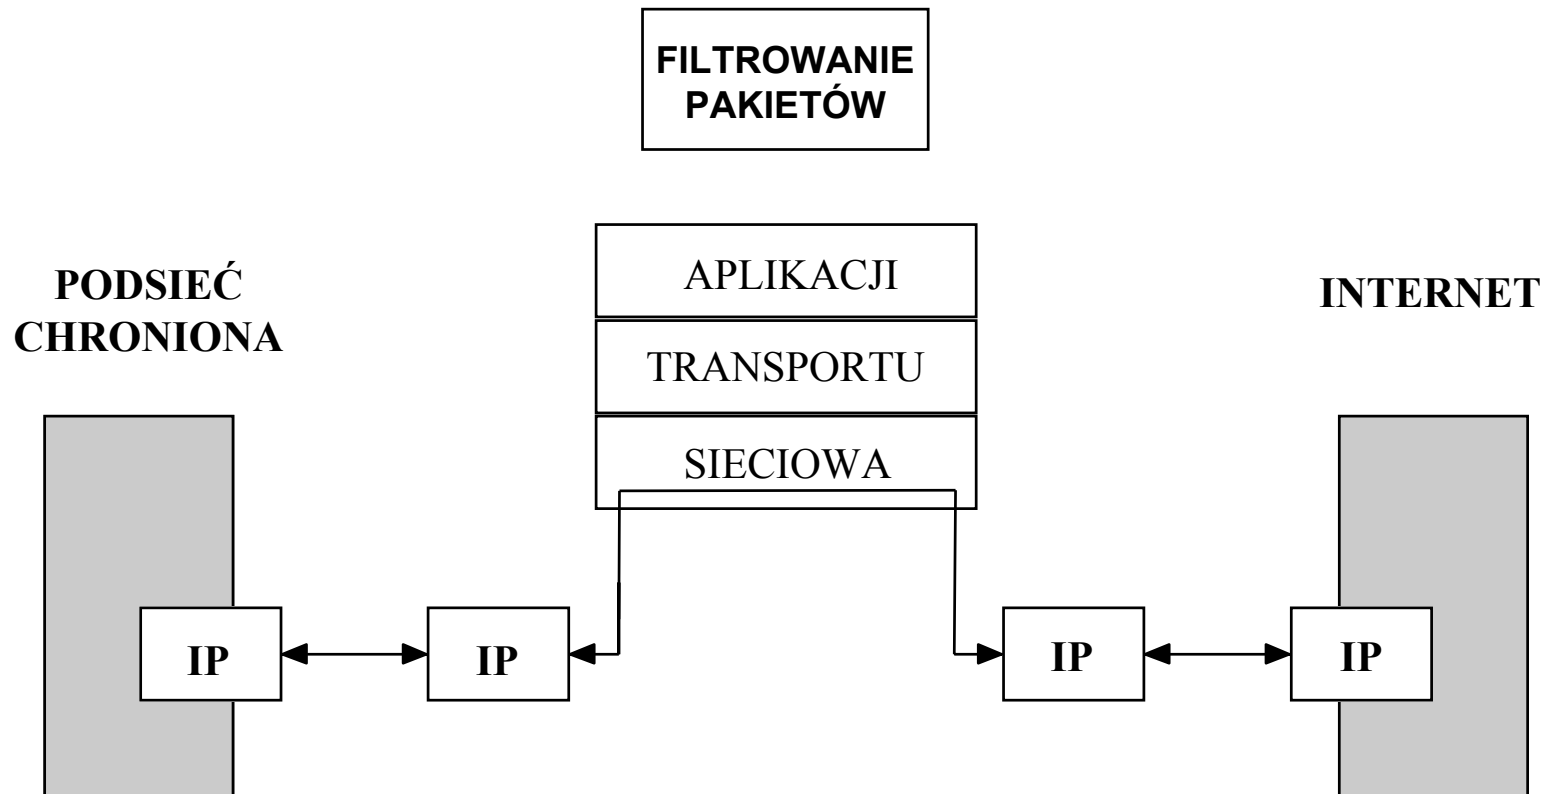 FILTROWANIE
PAKIETÓW
PODSIEĆ
CHRONIONA
APLIKACJI
TRANSPORTU
SIECIOWA
INTERNET
IP
IP
IP
IP